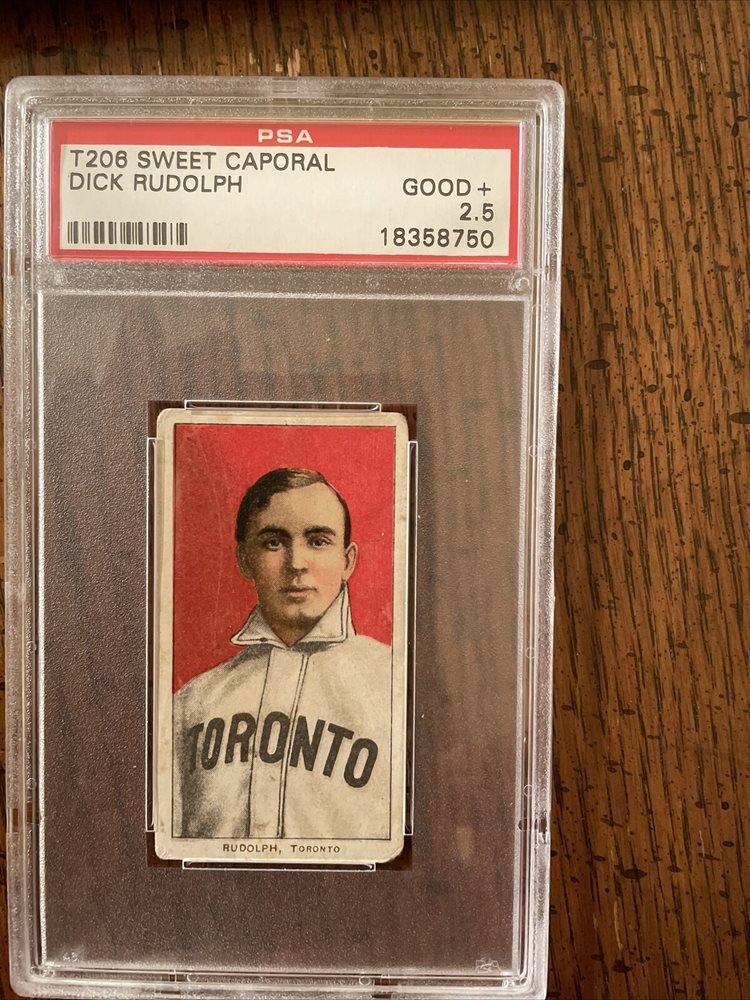 PSA
T206 SWEET CAPORAL
DICK RUDOLPH
GOOD +
2.5
18358750
TORONTO
RUDOLPH, TORONTO